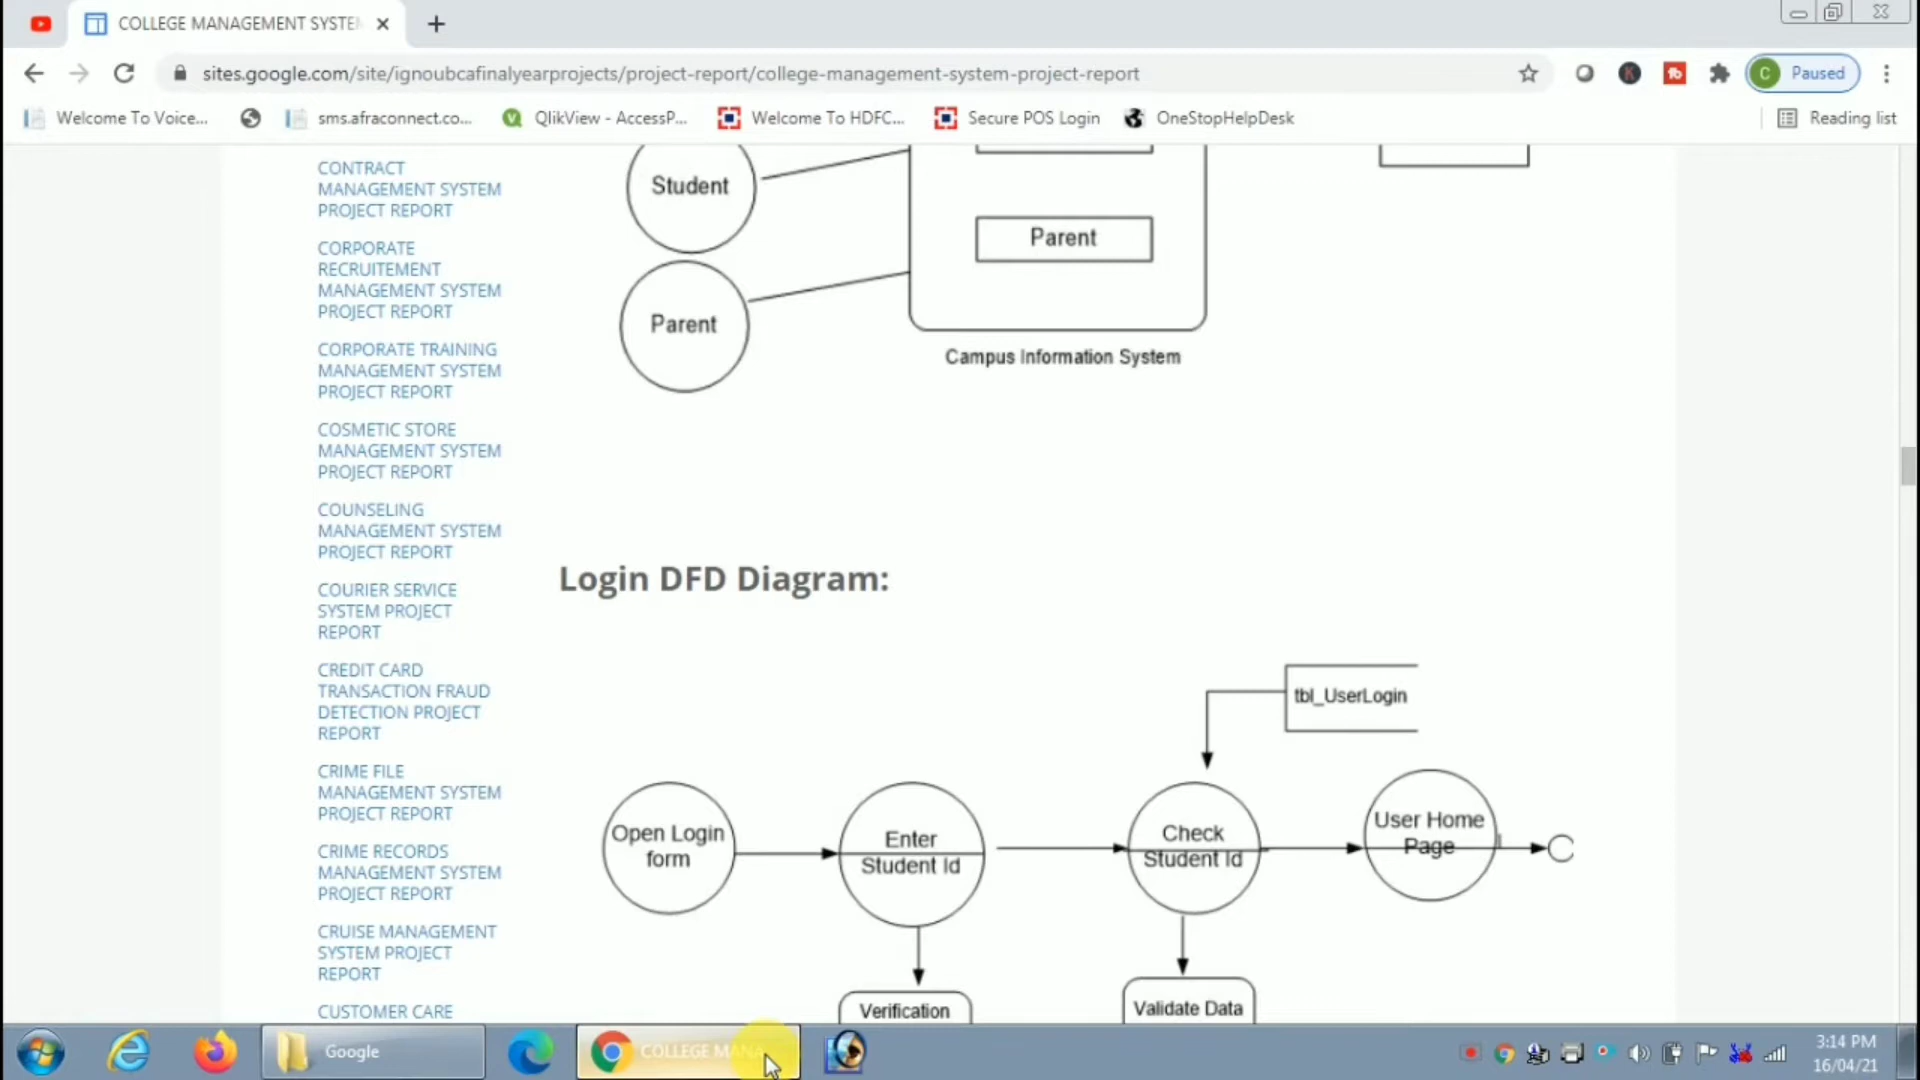 COLLEGE MANAGEMENT SYSTE
sites.google.com/site/ignoubcafinalyearprojects/project-report/college-management-system-project-report
C Paused
Welcome To Voice...
sms.afraconnect.co...
QlikView - AccessP...
Welcome To HDFC...
Secure POS Login
OneStopHelpDesk
Reading list
CONTRACT
MANAGEMENT SYSTEM
PROJECT REPORT
CORPORATE
RECRUITEMENT
MANAGEMENT SYSTEM
PROJECT REPORT
CORPORATE TRAINING
MANAGEMENT SYSTEM
PROJECT REPORT
COSMETIC STORE
MANAGEMENT SYSTEM
PROJECT REPORT
COUNSELING
MANAGEMENT SYSTEM
PROJECT REPORT
COURIER SERVICE
SYSTEM PROJECT
REPORT
CREDIT CARD
TRANSACTION FRAUD
DETECTION PROJECT
REPORT
CRIME FILE
MANAGEMENT SYSTEM
PROJECT REPORT
CRIME RECORDS
MANAGEMENT SYSTEM
PROJECT REPORT
CRUISE MANAGEMENT
SYSTEM PROJECT
REPORT
CUSTOMER CARE
Student
Parent
Parent
Campus Information System
Login DFD Diagram:
tbl_UserLogin
Open Login
form
Enter
Student Id
Check
Student Id
User Home
Page
Verification
Validate Data
Google
COLLEGE MANA
3:14 PM
16/04/21